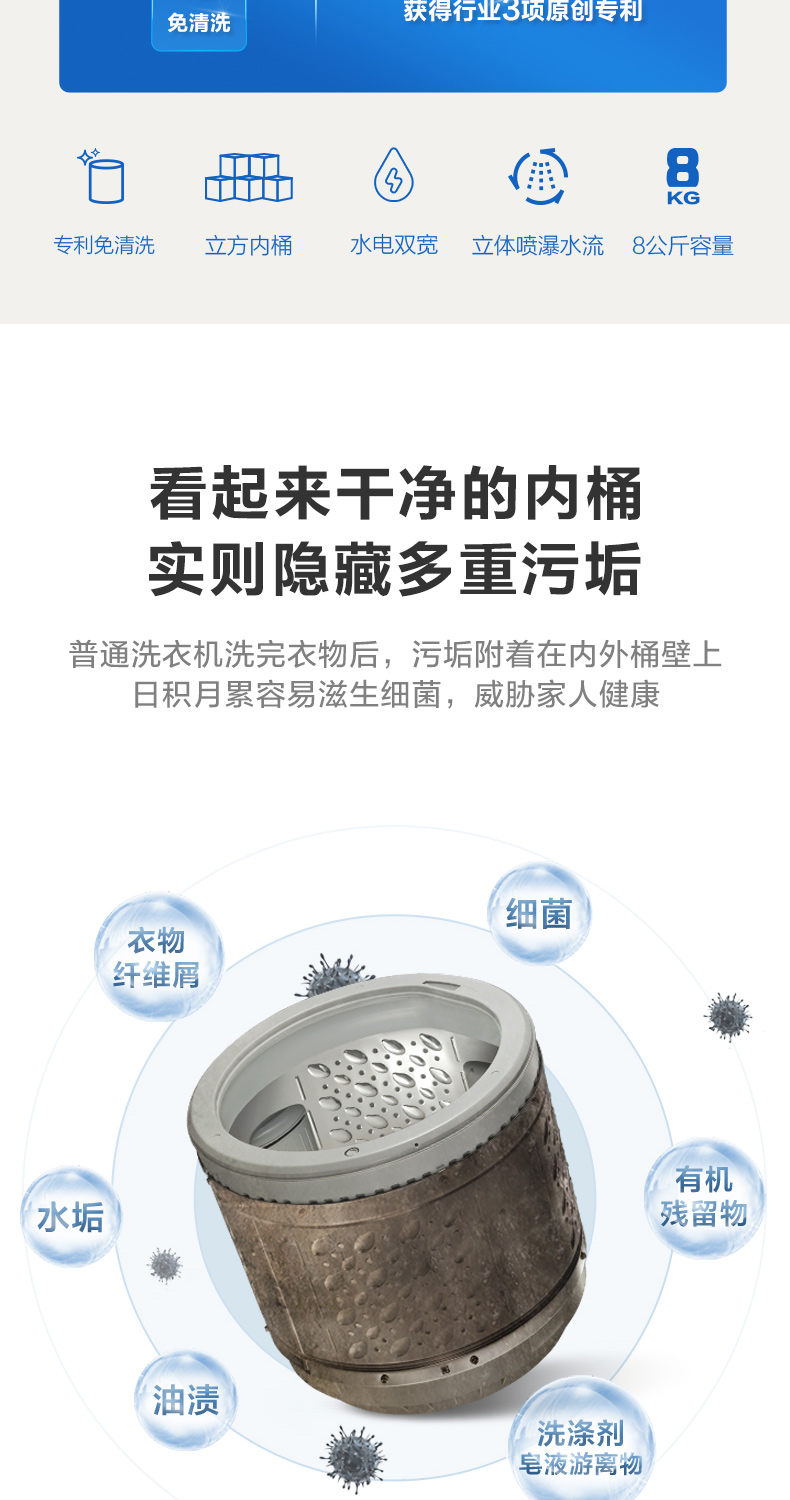 免清洗
获得行业3项原创专利
专利免清洗
立方内桶
水电双宽
立体喷瀑水流
8
KG
8公斤容量
看起来干净的内桶
实则隐藏多重污垢
普通洗衣机洗完衣物后，污垢附着在内外桶壁上
日积月累容易滋生细菌，威胁家人健康
细菌
衣物
纤维屑
有机
残留物
水垢
油渍
洗涤剂
皂液游离物